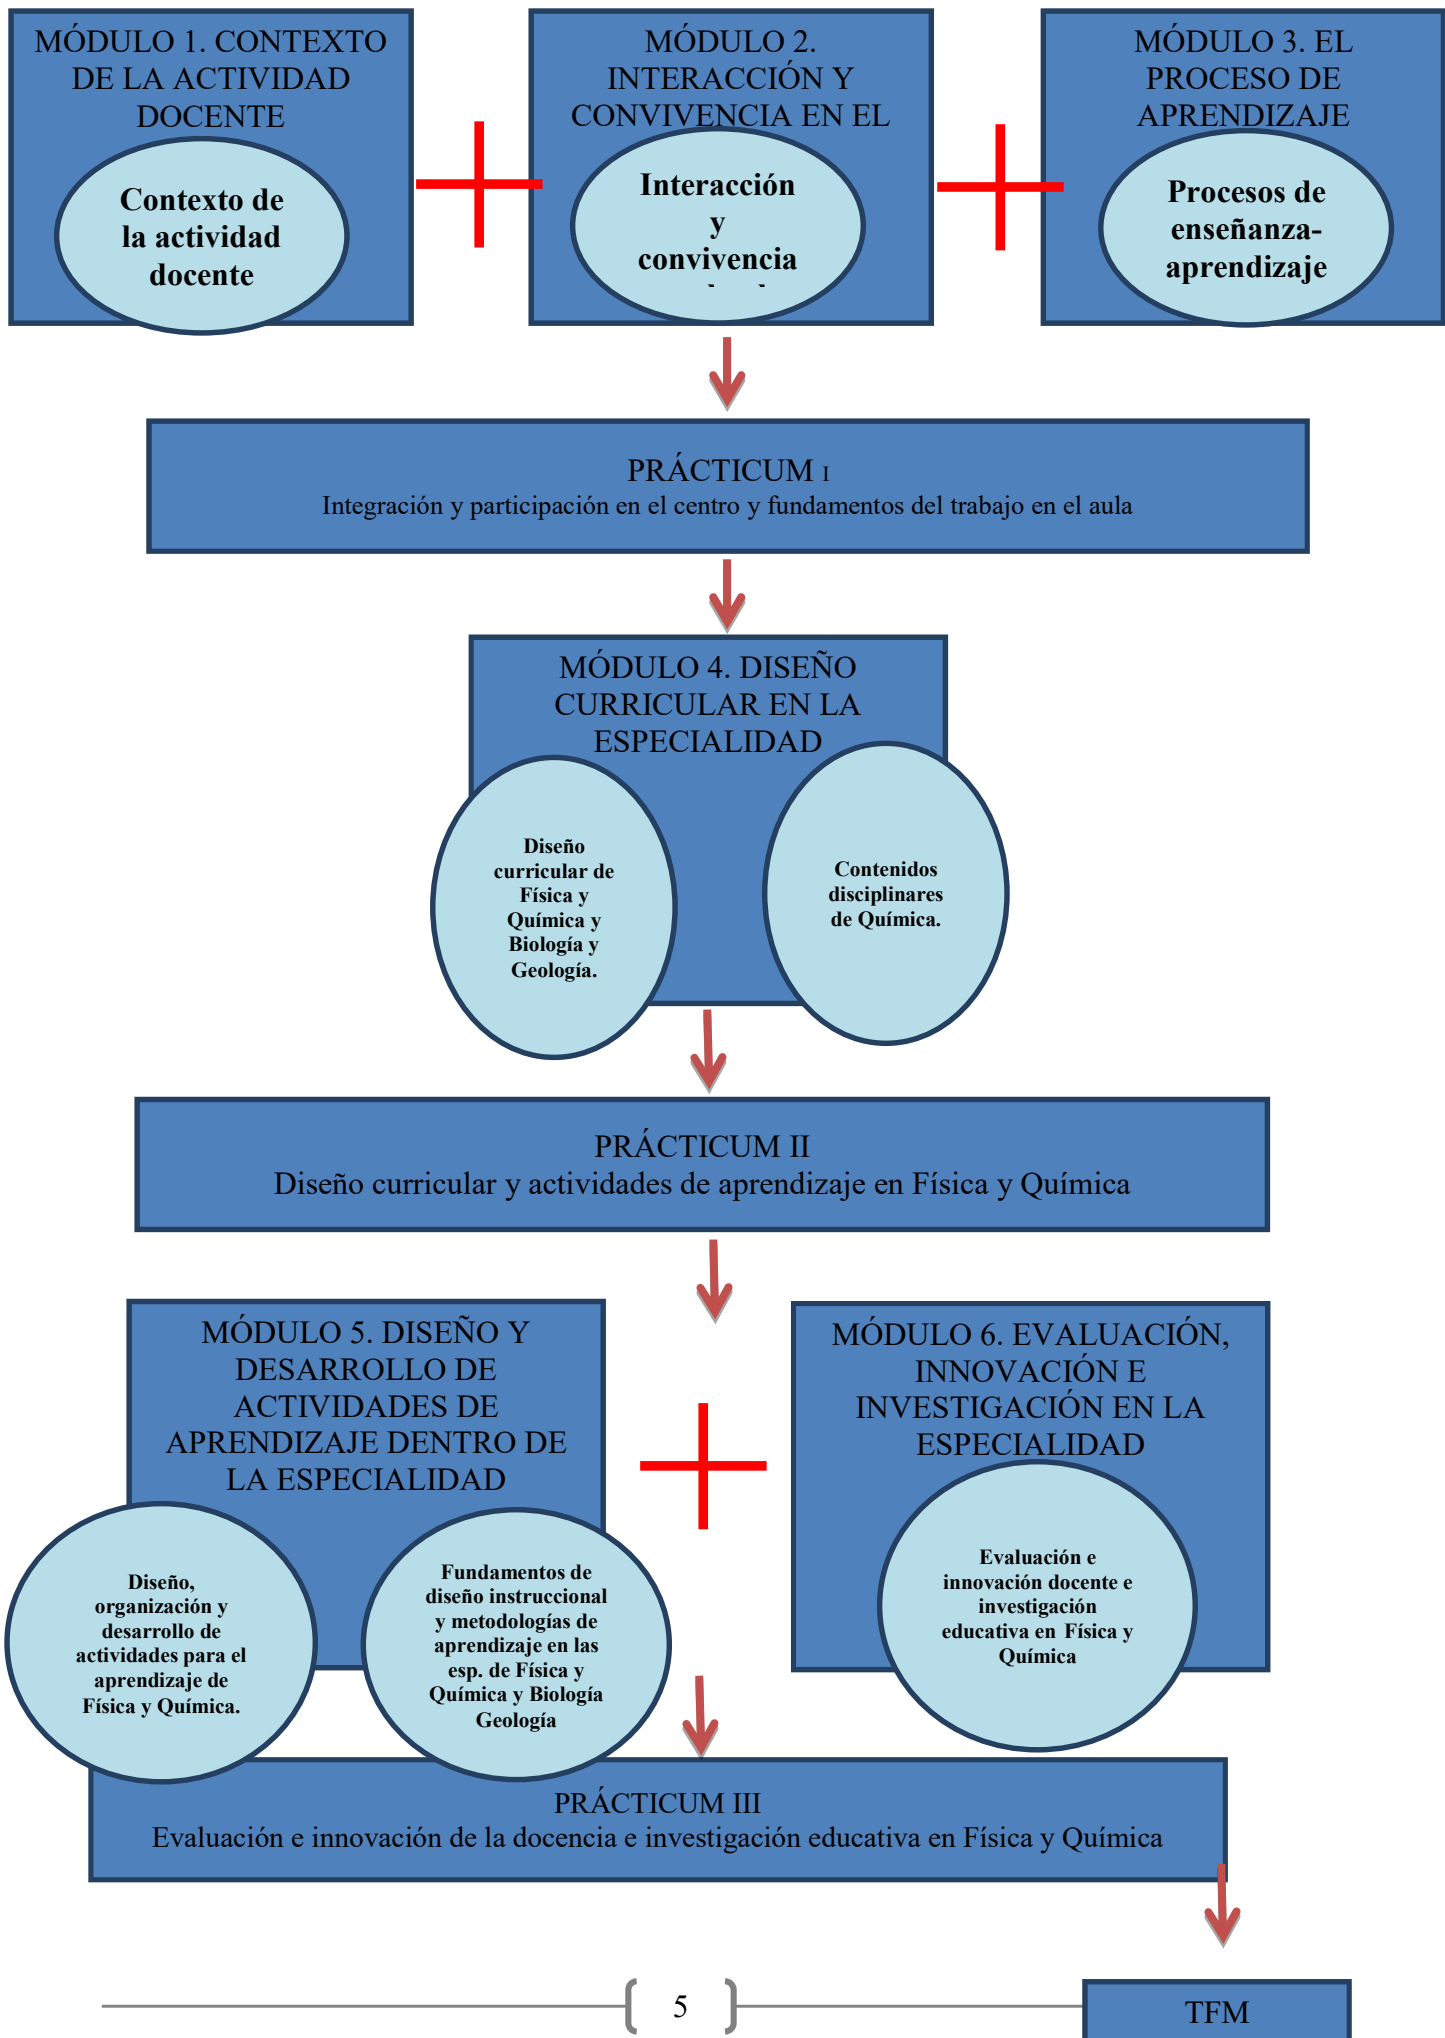 MÓDULO 1. CONTEXTO
DE LA ACTIVIDAD
DOCENTE
Contexto de
la actividad
docente
MÓDULO 2.
INTERACCIÓN Y
CONVIVENCIA EN EL
Interacción
y
convivencia
MÓDULO 3. EL
PROCESO DE
APRENDIZAJE
Procesos de
enseñanza-
aprendizaje
PRÁCTICUM I
Integración y participación en el centro y fundamentos del trabajo en el aula
MÓDULO 4. DISEÑO
CURRICULAR EN LA
ESPECIALIDAD
Diseño
curricular de
Física y
Química y
Biología y
Geología.
Contenidos
disciplinares
de Química.
PRÁCTICUM II
Diseño curricular y actividades de aprendizaje en Física y Química
MÓDULO 5. DISEÑO Y
DESARROLLO DE
ACTIVIDADES DE
APRENDIZAJE DENTRO DE
LA ESPECIALIDAD
Diseño,
organización y
desarrollo de
actividades para el
aprendizaje de
Física y Química.
Fundamentos de
diseño instruccional
y metodologías de
aprendizaje en las
esp. de Física y
Química y Biología
Geología
MÓDULO 6. EVALUACIÓN,
INNOVACIÓN E
INVESTIGACIÓN EN LA
ESPECIALIDAD
Evaluación e
innovación docente e
investigación
educativa en Física y
Química
PRÁCTICUM III
Evaluación e innovación de la docencia e investigación educativa en Física y Química
5
TFM